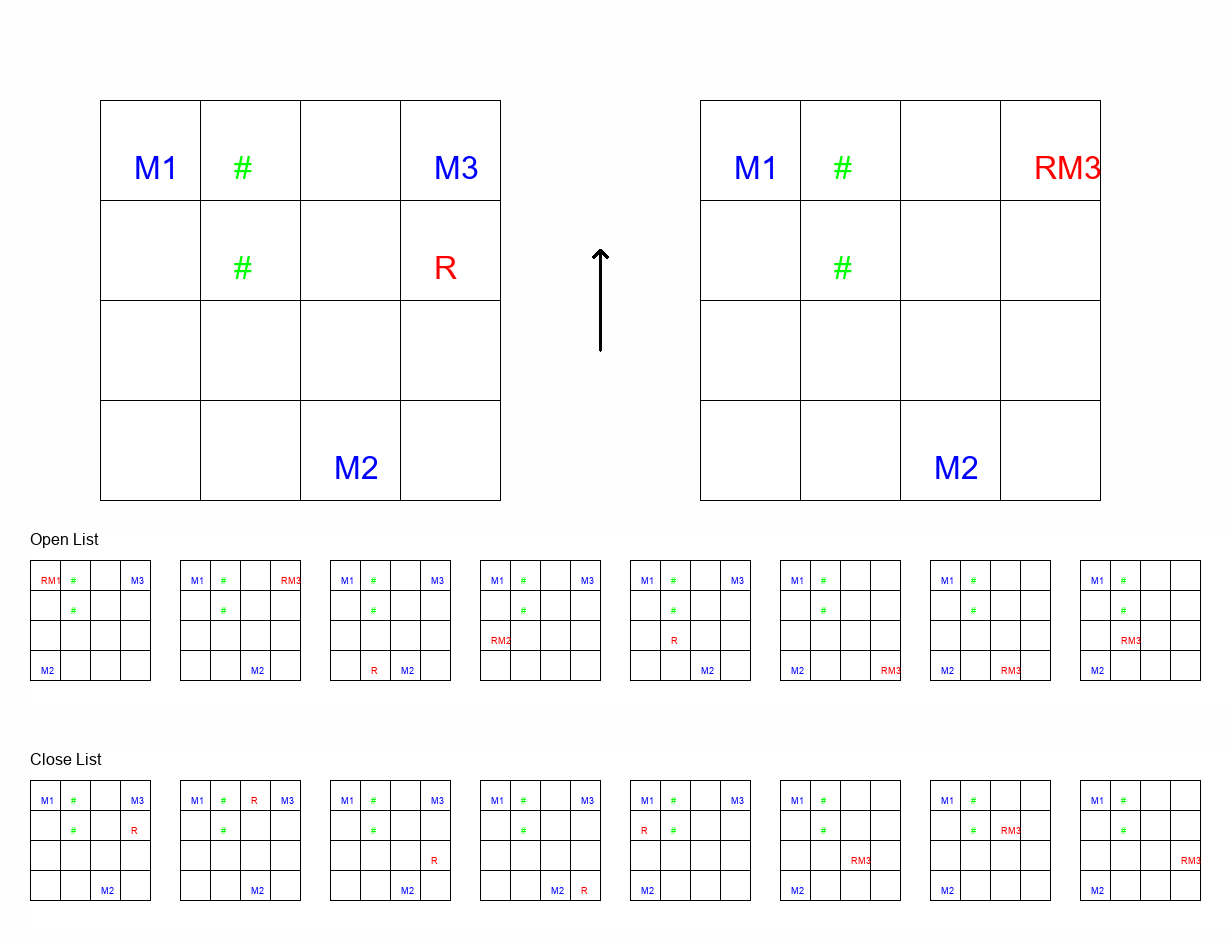 M1 # M3 M1 # RM3
# R #
M2 M2
Open List
RM1 # M3 M1 # RM3 M1 # M3 M1 # M3 M1 # M3 M1 # M1 # M1 #
# # # # # # # #
RM2 R RM3
M2 M2 R M2 M2 M2 RM3 M2 RM3 M2
Close List
M1 # M3 M1 # R M3 M1 # M3 M1 # M3 M1 # M3 M1 # M1 # M1 #
# R # # # R # # # RM3 #
R RM3 RM3
M2 M2 M2 M2 R M2 M2 M2 M2